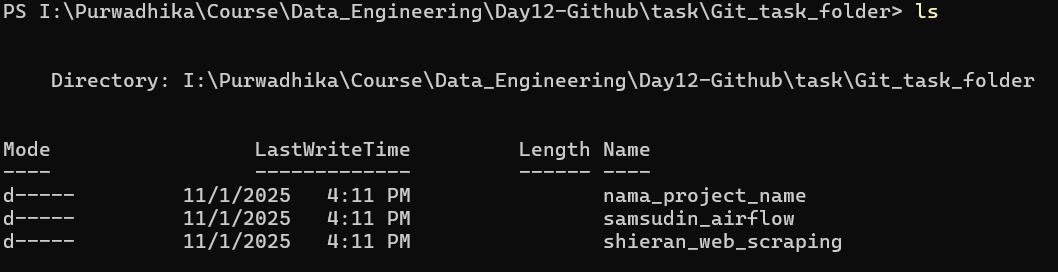 PS I:\Purwadhika\Course\Data_Engineering\Day12-Github\task\Git_task_folder> ls
Directory: I:\Purwadhika\Course\Data_Engineering\Day12-Github\task\Git_task_folder
Mode                 LastWriteTime         Length Name
----                 -------------         ------ ----
d-----         11/1/2025   4:11 PM                nama_project_name
d-----         11/1/2025   4:11 PM                samsudin_airflow
d-----         11/1/2025   4:11 PM                shieran_web_scraping